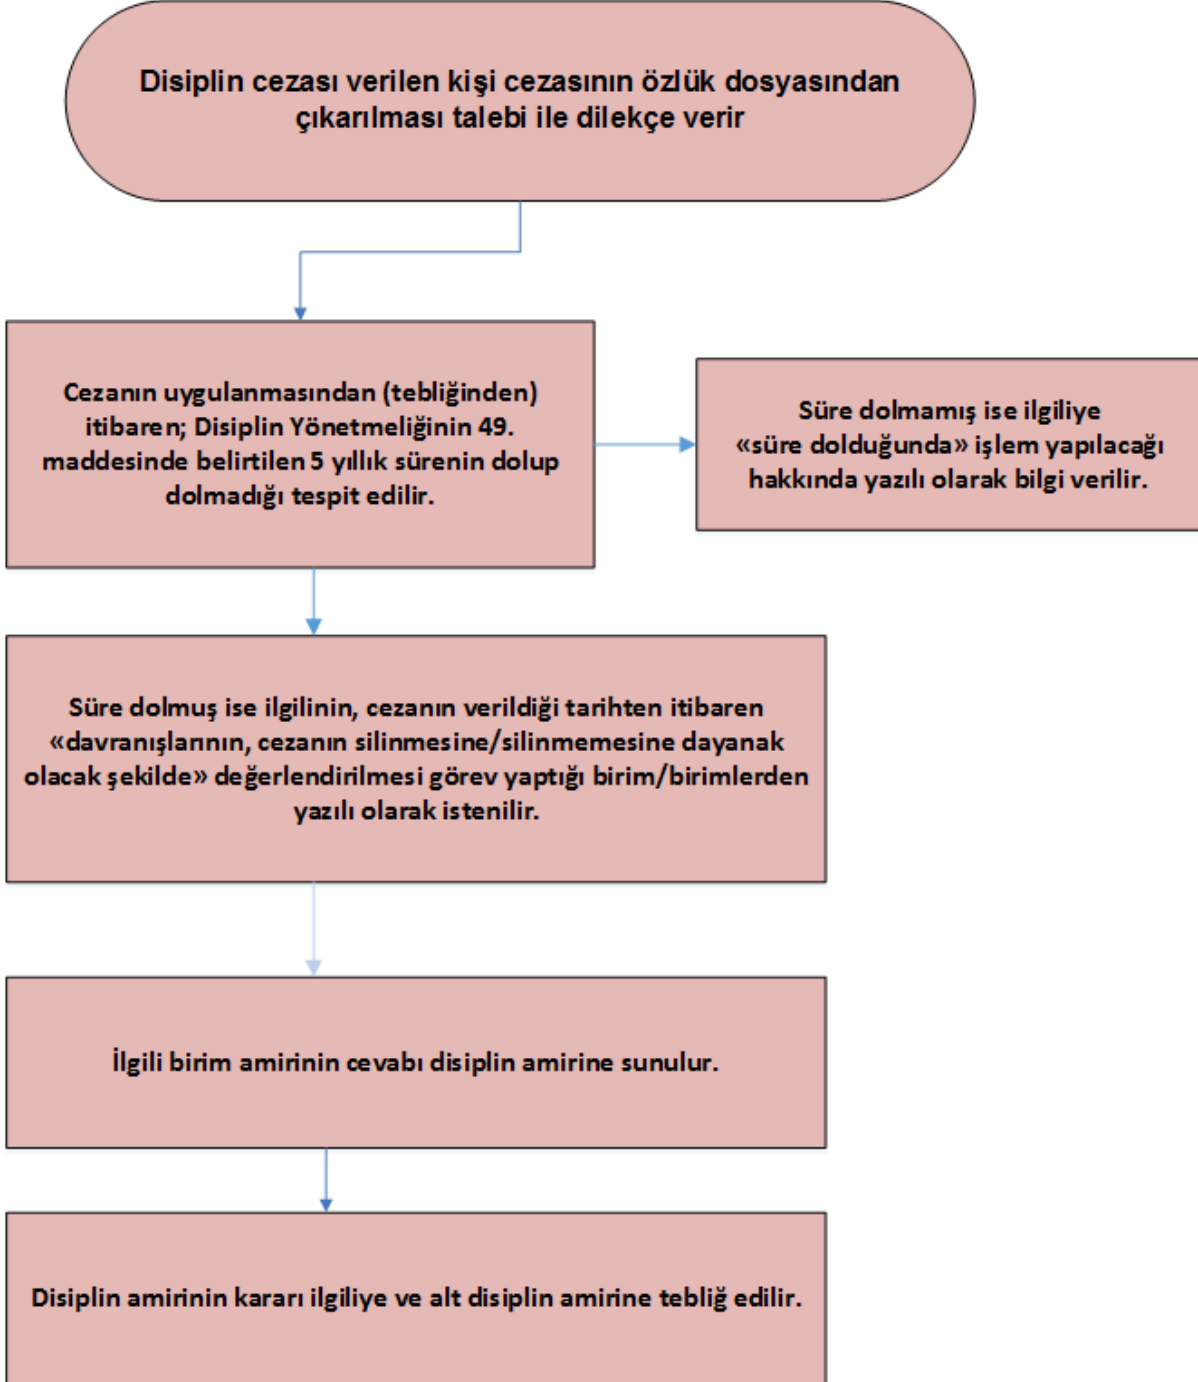 Disiplin cezası verilen kişi cezasının özlük dosyasından
çıkarılması talebi ile dilekçe verir
Cezanın uygulanmasından (tebliğinden)
itibaren; Disiplin Yönetmeliğinin 49.
maddesinde belirtilen 5 yıllık sürenin dolup
dolmadığı tespit edilir.
Süre dolmamış ise ilgiliye
«süre dolduğunda» işlem yapılacağı
hakkında yazılı olarak bilgi verilir.
Süre dolmuş ise ilgilinin, cezanın verildiği tarihten itibaren
«davranışlarının, cezanın silinmesine/silinmemesine dayanak
olacak şekilde» değerlendirilmesi görev yaptığı birim/birimlerden
yazılı olarak istenilir.
İlgili birim amirinin cevabı disiplin amirine sunulur.
Disiplin amirinin kararı ilgiliye ve alt disiplin amirine tebliğ edilir.